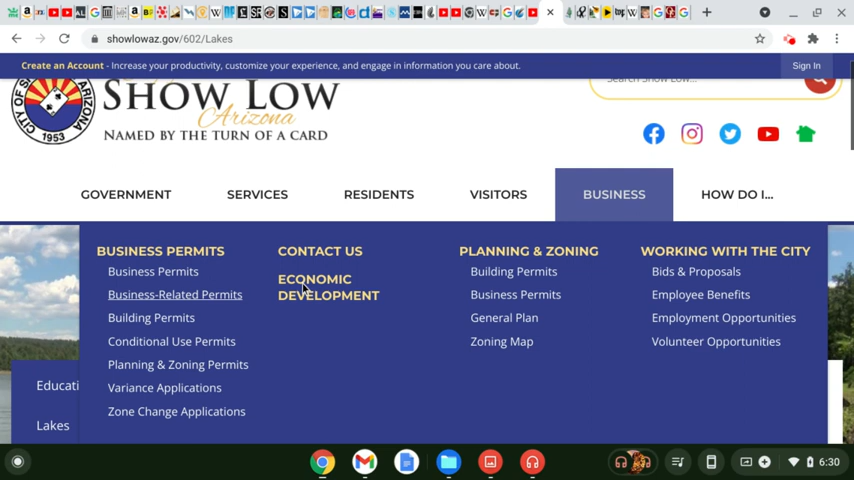 showlowaz.gov/602/Lakes
Create an Account - Increase your productivity, customize your experience, and engage in information you care about.
Sign In
CITY OF
ARIZONA
1953
SHOW LOW
Arizona
NAMED BY THE TURN OF A CARD
Search Show Low...
GOVERNMENT
SERVICES
RESIDENTS
VISITORS
BUSINESS
HOW DO I...
BUSINESS PERMITS
Business Permits
Business-Related Permits
Building Permits
Conditional Use Permits
Planning & Zoning Permits
Variance Applications
Zone Change Applications
CONTACT US
ECONOMIC
DEVELOPMENT
PLANNING & ZONING
Building Permits
Business Permits
General Plan
Zoning Map
WORKING WITH THE CITY
Bids & Proposals
Employee Benefits
Employment Opportunities
Volunteer Opportunities
Educati
Lakes
6:30